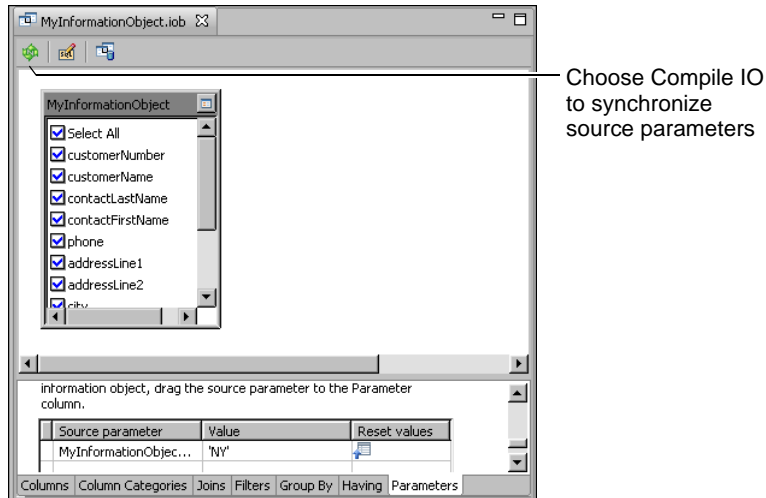 MyInformationObject.iob
Choose Compile IO
to synchronize
source parameters
MyInformationObject
Select All
customerNumber
customerName
contactLastName
contactFirstName
phone
addressLine1
addressLine2
city
information object, drag the source parameter to the Parameter
column.
Source parameter Value Reset values
MyInformationObjec... 'NY'
Columns Column Categories Joins Filters Group By Having Parameters